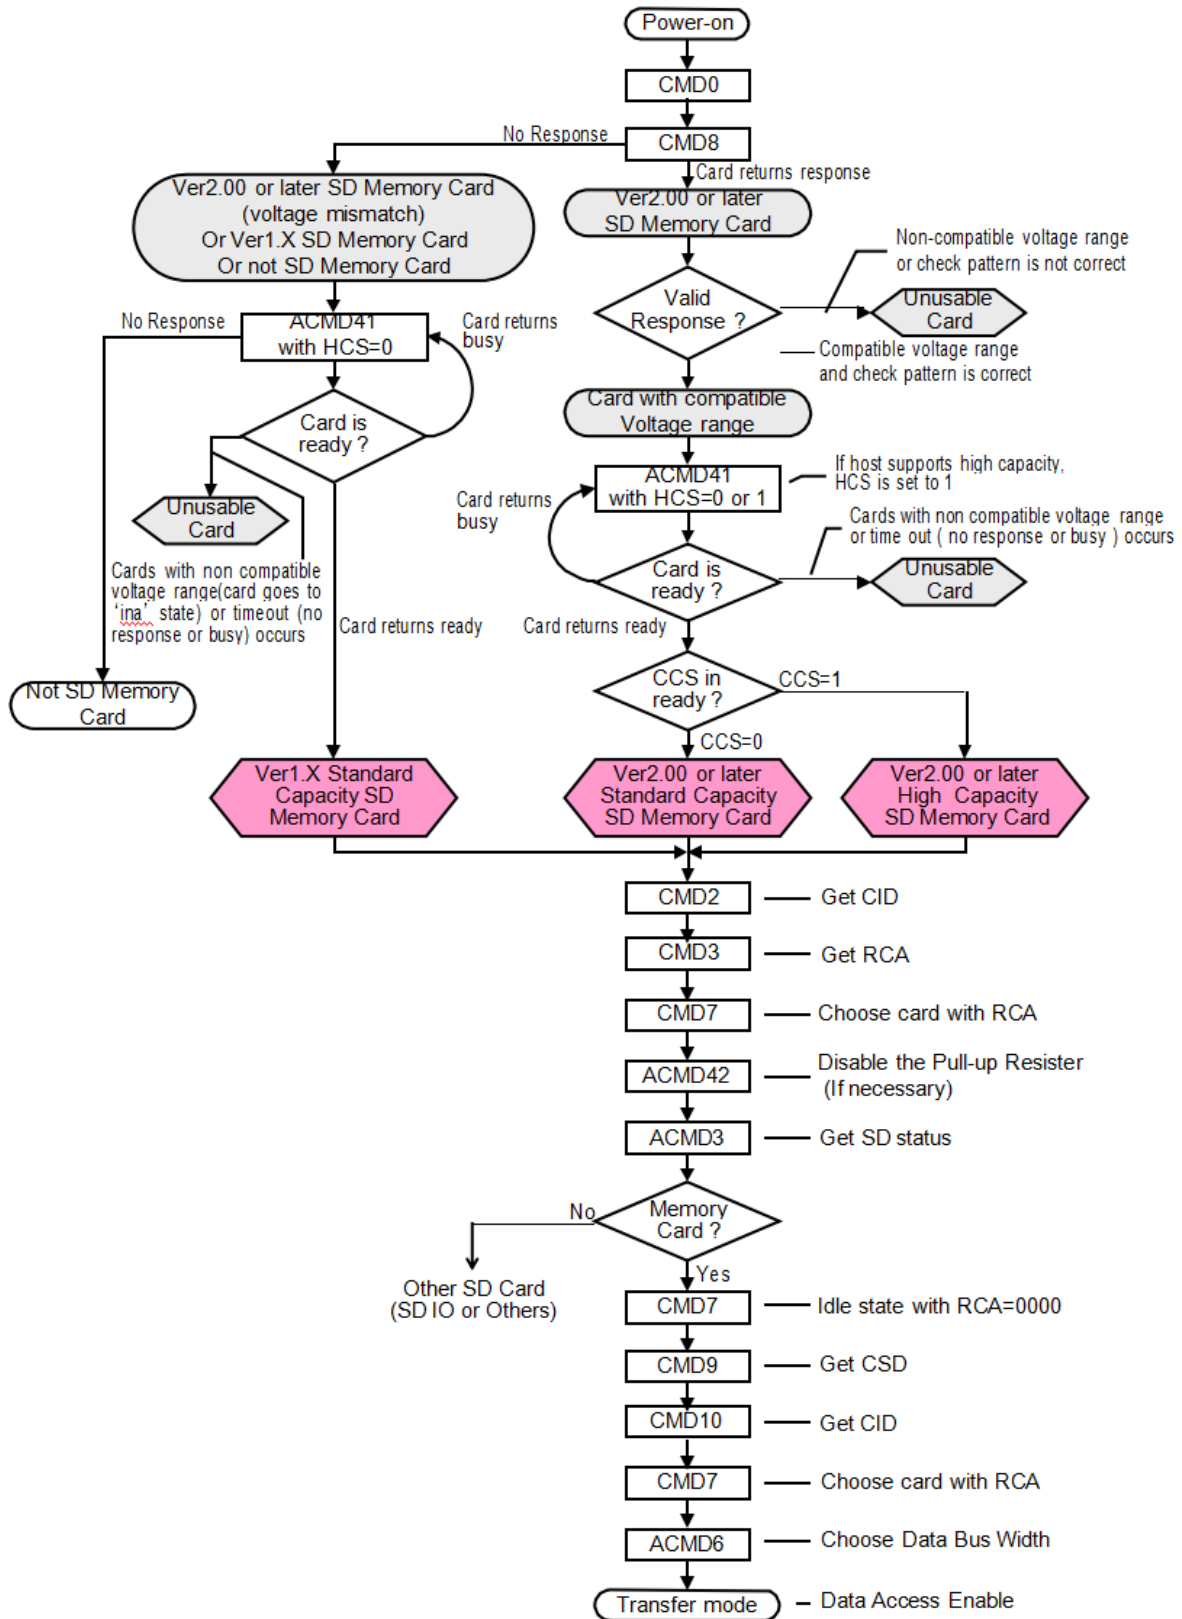 Power-on
CMD0
No Response
CMD8
Card returns response
Ver2.00 or later SD Memory Card
(voltage mismatch)
Or Ver1.X SD Memory Card
Or not SD Memory Card
Ver2.00 or later
SD Memory Card
Non-compatible voltage range
or check pattern is not correct
Valid
Response ?
Unusable
Card
No Response
ACMD41
with HCS=0
Card returns
busy
Compatible voltage range
and check pattern is correct
Card is
ready ?
Card with compatible
Voltage range
Unusable
Card
Card returns
busy
ACMD41
with HCS=0 or 1
If host supports high capacity,
HCS is set to 1
Cards with non compatible voltage range
or time out ( no response or busy ) occurs
Cards with non compatible
voltage range(card goes to
‘ina’ state) or timeout (no
response or busy) occurs
Card is
ready ?
Unusable
Card
Card returns ready
Card returns ready
Not SD Memory
Card
CCS in
ready ?
CCS=1
CCS=0
Ver1.X Standard
Capacity SD
Memory Card
Ver2.00 or later
Standard Capacity
SD Memory Card
Ver2.00 or later
High Capacity
SD Memory Card
CMD2
Get CID
CMD3
Get RCA
CMD7
Choose card with RCA
ACMD42
Disable the Pull-up Resister
(If necessary)
ACMD3
Get SD status
No
Memory
Card ?
Yes
Other SD Card
(SD IO or Others)
CMD7
Idle state with RCA=0000
CMD9
Get CSD
CMD10
Get CID
CMD7
Choose card with RCA
ACMD6
Choose Data Bus Width
Transfer mode
Data Access Enable